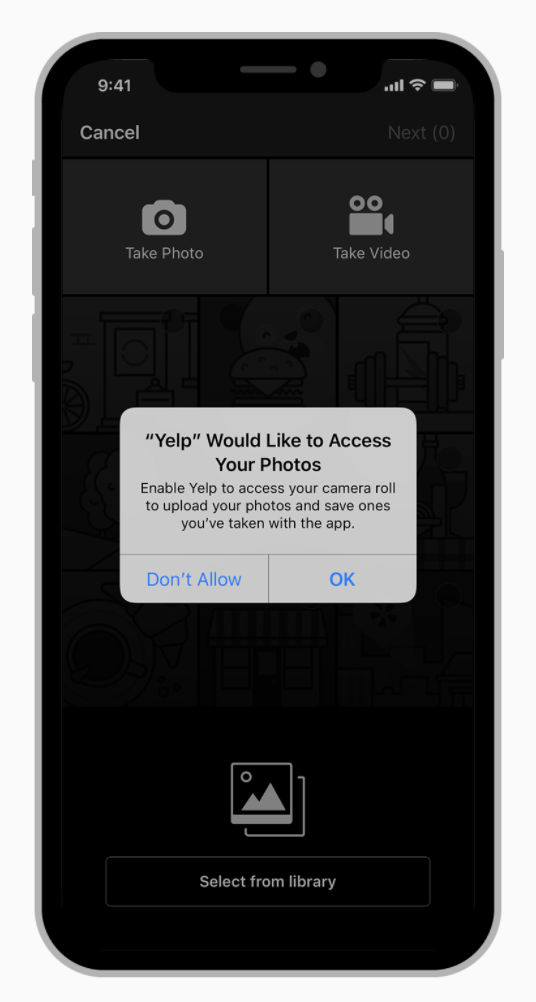 9:41
Cancel
Next (0)
Take Photo
Take Video
“Yelp” Would Like to Access
Your Photos
Enable Yelp to access your camera roll
to upload your photos and save ones
you’ve taken with the app.
Don’t Allow
OK
Select from library